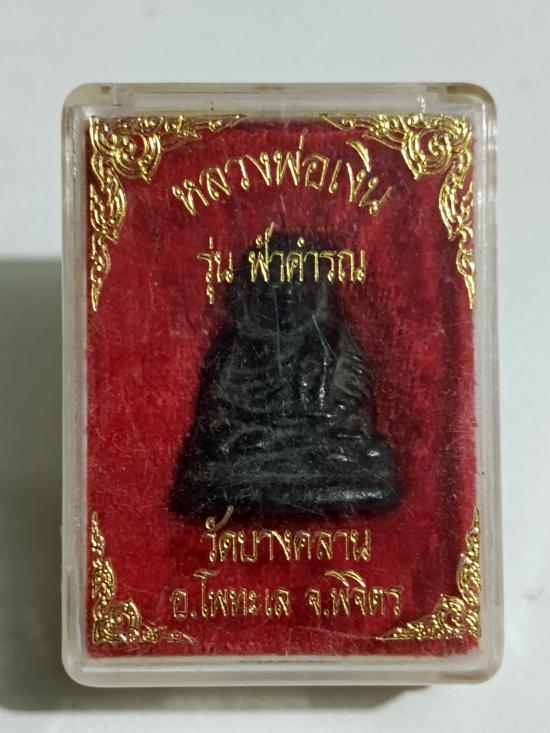 หลวงพ่อเงิน
รุ่น ฟ้าคำรณ
วัดบางคลาน
อ.โพทะเล จ.พิจิตร